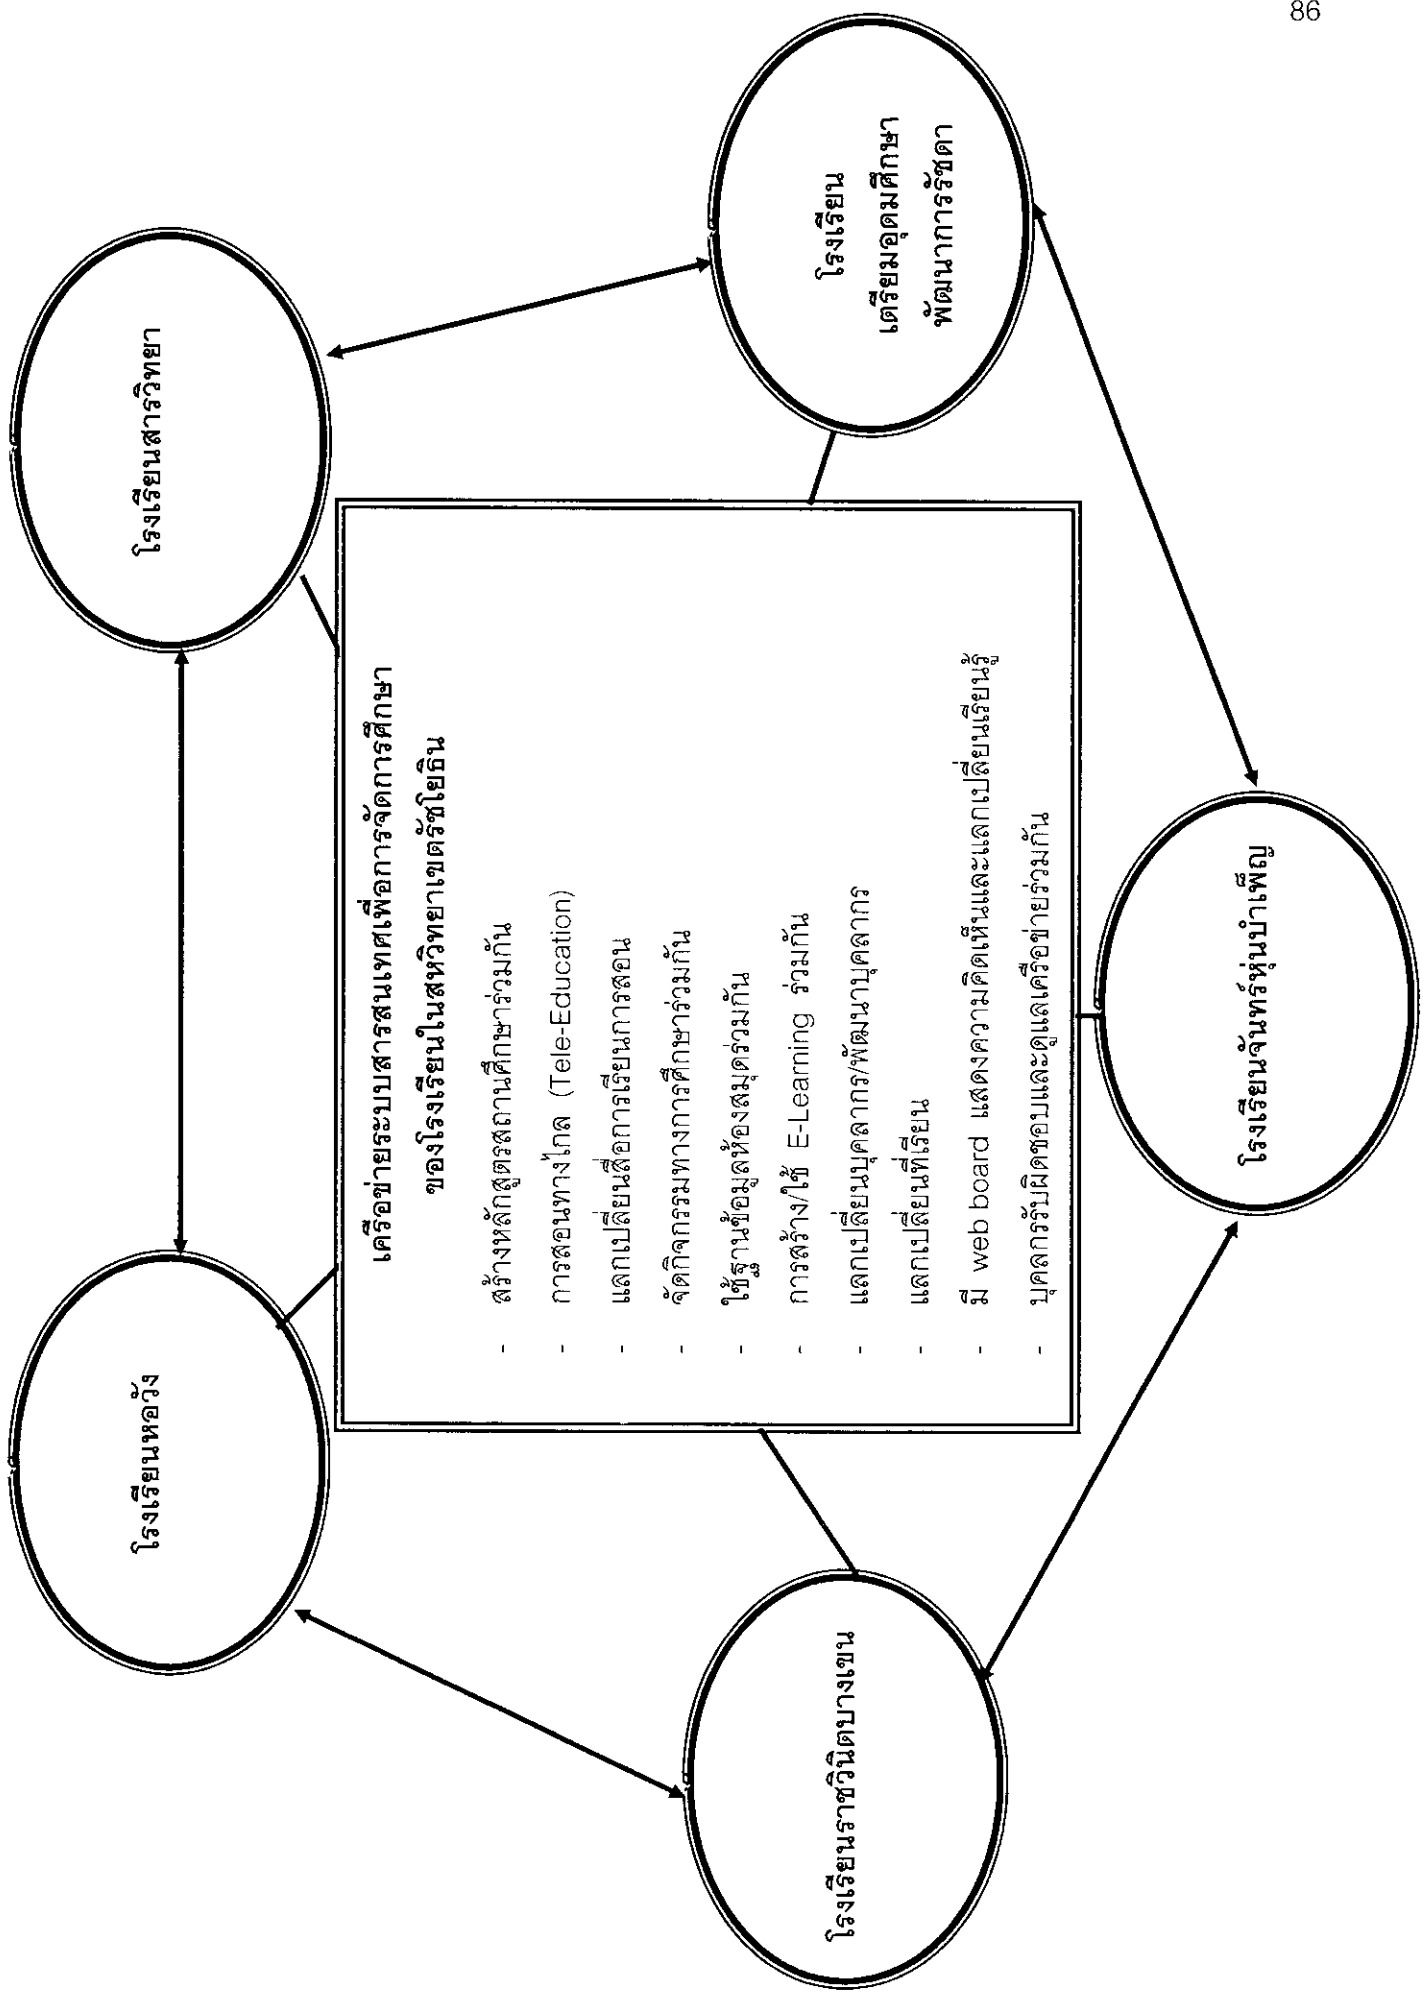 86
โรงเรียนหอวัง
โรงเรียนสารวิทยา
เครือข่ายระบบสารสนเทศเพื่อการจัดการศึกษา
ของโรงเรียนในสหวิทยาเขตรัชโยธิน
- สร้างหลักสูตรสถานศึกษาร่วมกัน
- การสอนทางไกล (Tele-Education)
- แลกเปลี่ยนสื่อการเรียนการสอน
- จัดกิจกรรมทางการศึกษาร่วมกัน
- ใช้ฐานข้อมูลห้องสมุดร่วมกัน
- การสร้าง/ใช้ E-Learning ร่วมกัน
- แลกเปลี่ยนบุคลากร/พัฒนาบุคลากร
- แลกเปลี่ยนที่เรียน
- มี web board แสดงความคิดเห็นและแลกเปลี่ยนเรียนรู้
- บุคลกรรับผิดชอบและดูแลเครือข่ายร่วมกัน
โรงเรียนราชวินิตบางเขน
โรงเรียน
เตรียมอุดมศึกษา
พัฒนาการรัชดา
โรงเรียนจันทร์หุ่นบำเพ็ญ